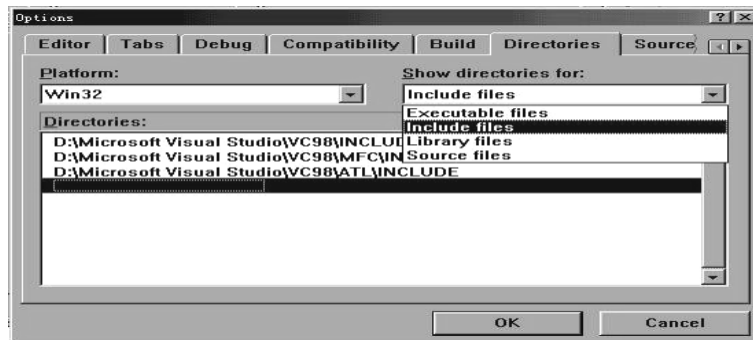 Options
Editor Tabs Debug Compatibility Build Directories Source
Platform: Show directories for:
Win32 Include files
Executable files
Include files
Library files
Source files
Directories:
D:\Microsoft Visual Studio\VC98\INCLUD
D:\Microsoft Visual Studio\VC98\MFC\IN
D:\Microsoft Visual Studio\VC98\ATL\INCLUDE
OK Cancel